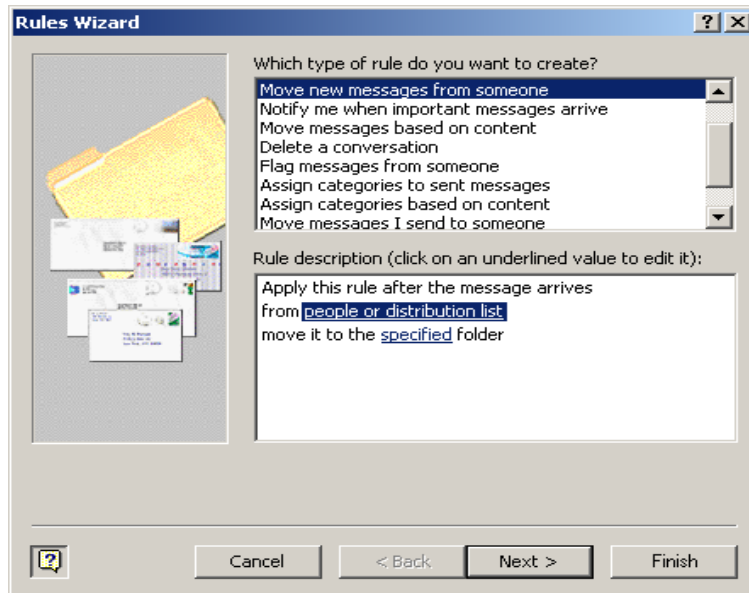 Rules Wizard
Which type of rule do you want to create?
Move new messages from someone
Notify me when important messages arrive
Move messages based on content
Delete a conversation
Flag messages from someone
Assign categories to sent messages
Assign categories based on content
Move messages I send to someone
Rule description (click on an underlined value to edit it):
Apply this rule after the message arrives
from people or distribution list
move it to the specified folder
Cancel
< Back
Next >
Finish